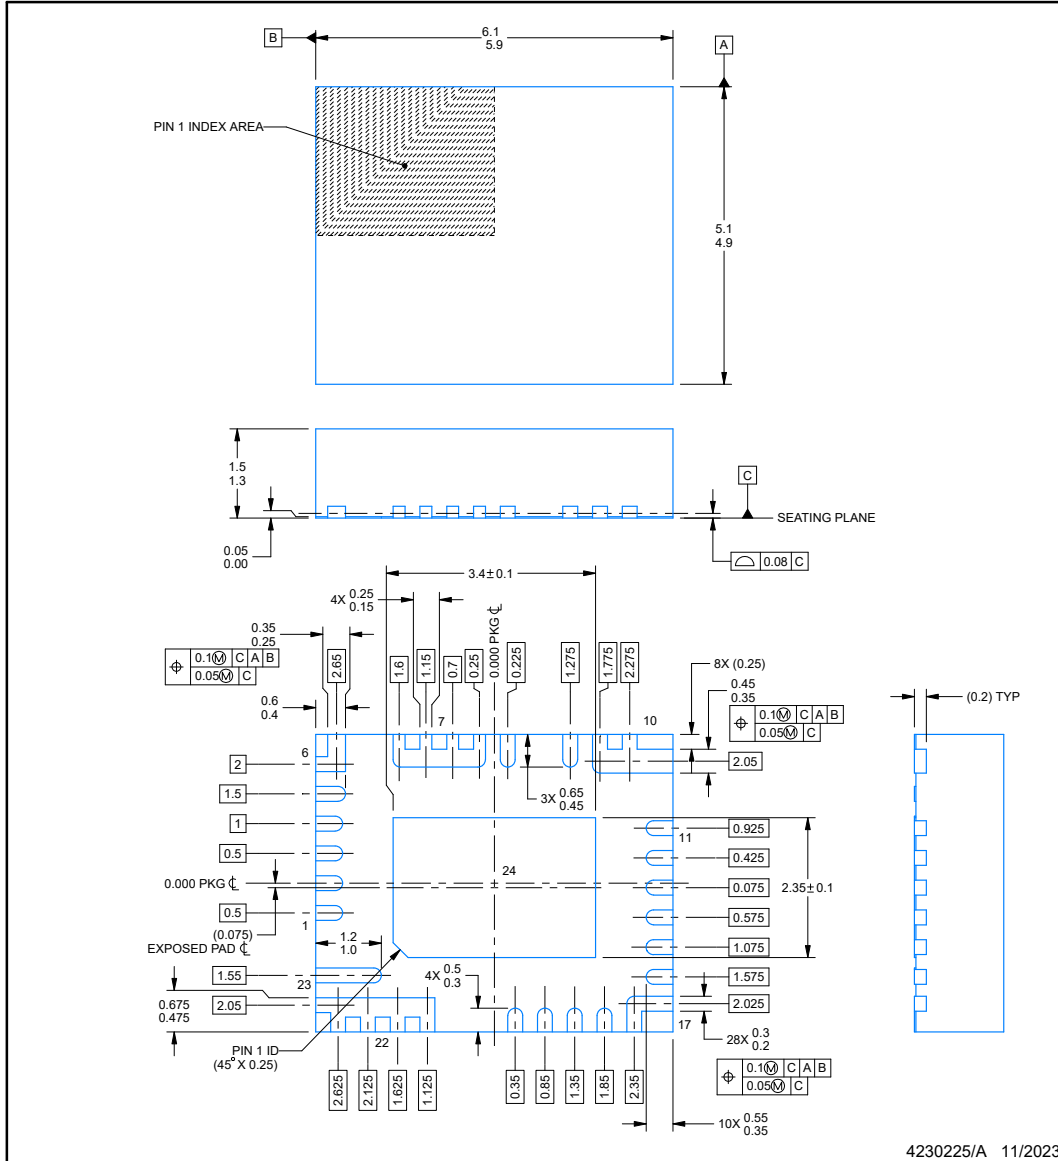 6.1
5.9
B
A
PIN 1 INDEX AREA
5.1
4.9
1.5
1.3
C
SEATING PLANE
0.05
0.00
0.08 C
3.4±0.1
4X 0.25
0.15
0.35
0.25
0.1Ⓜ C A B
0.05Ⓜ C
2.65
1.6
1.15
0.7
0.25
0.000 PKG ℄
0.225
1.275
1.775
2.275
8X (0.25)
0.6
0.4
0.45
0.35
(0.2) TYP
0.1Ⓜ C A B
0.05Ⓜ C
7
10
6
2
2.05
1.5
3X 0.65
0.45
1
0.925
11
0.5
0.425
24
0.000 PKG ℄
0.075
2.35±0.1
0.5
0.575
1
(0.075)
EXPOSED PAD ℄
1.2
1.0
1.075
1.55
23
4X 0.5
0.3
1.575
0.675
0.475
2.05
2.025
17
22
28X 0.3
0.2
PIN 1 ID
(45° X 0.25)
0.1Ⓜ C A B
0.05Ⓜ C
2.625
2.125
1.625
1.125
0.35
0.85
1.35
1.85
2.35
10X 0.55
0.35
4230225/A 11/2023